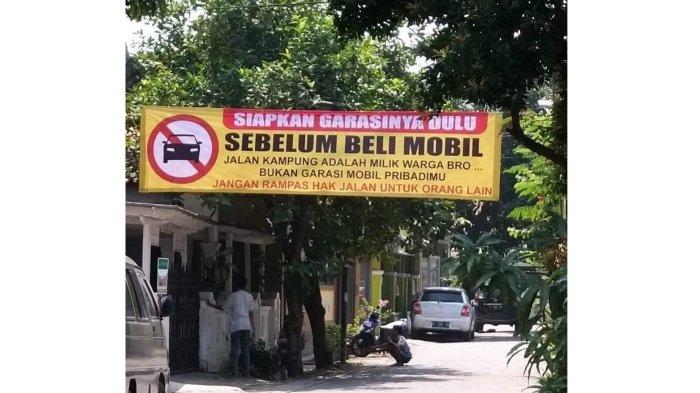 SIAPKAN GARASINYA DULU
SEBELUM BELI MOBIL
JALAN KAMPUNG ADALAH MILIK WARGA BRO ...
BUKAN GARASI MOBIL PRIBADIMU
JANGAN RAMPAS HAK JALAN UNTUK ORANG LAIN